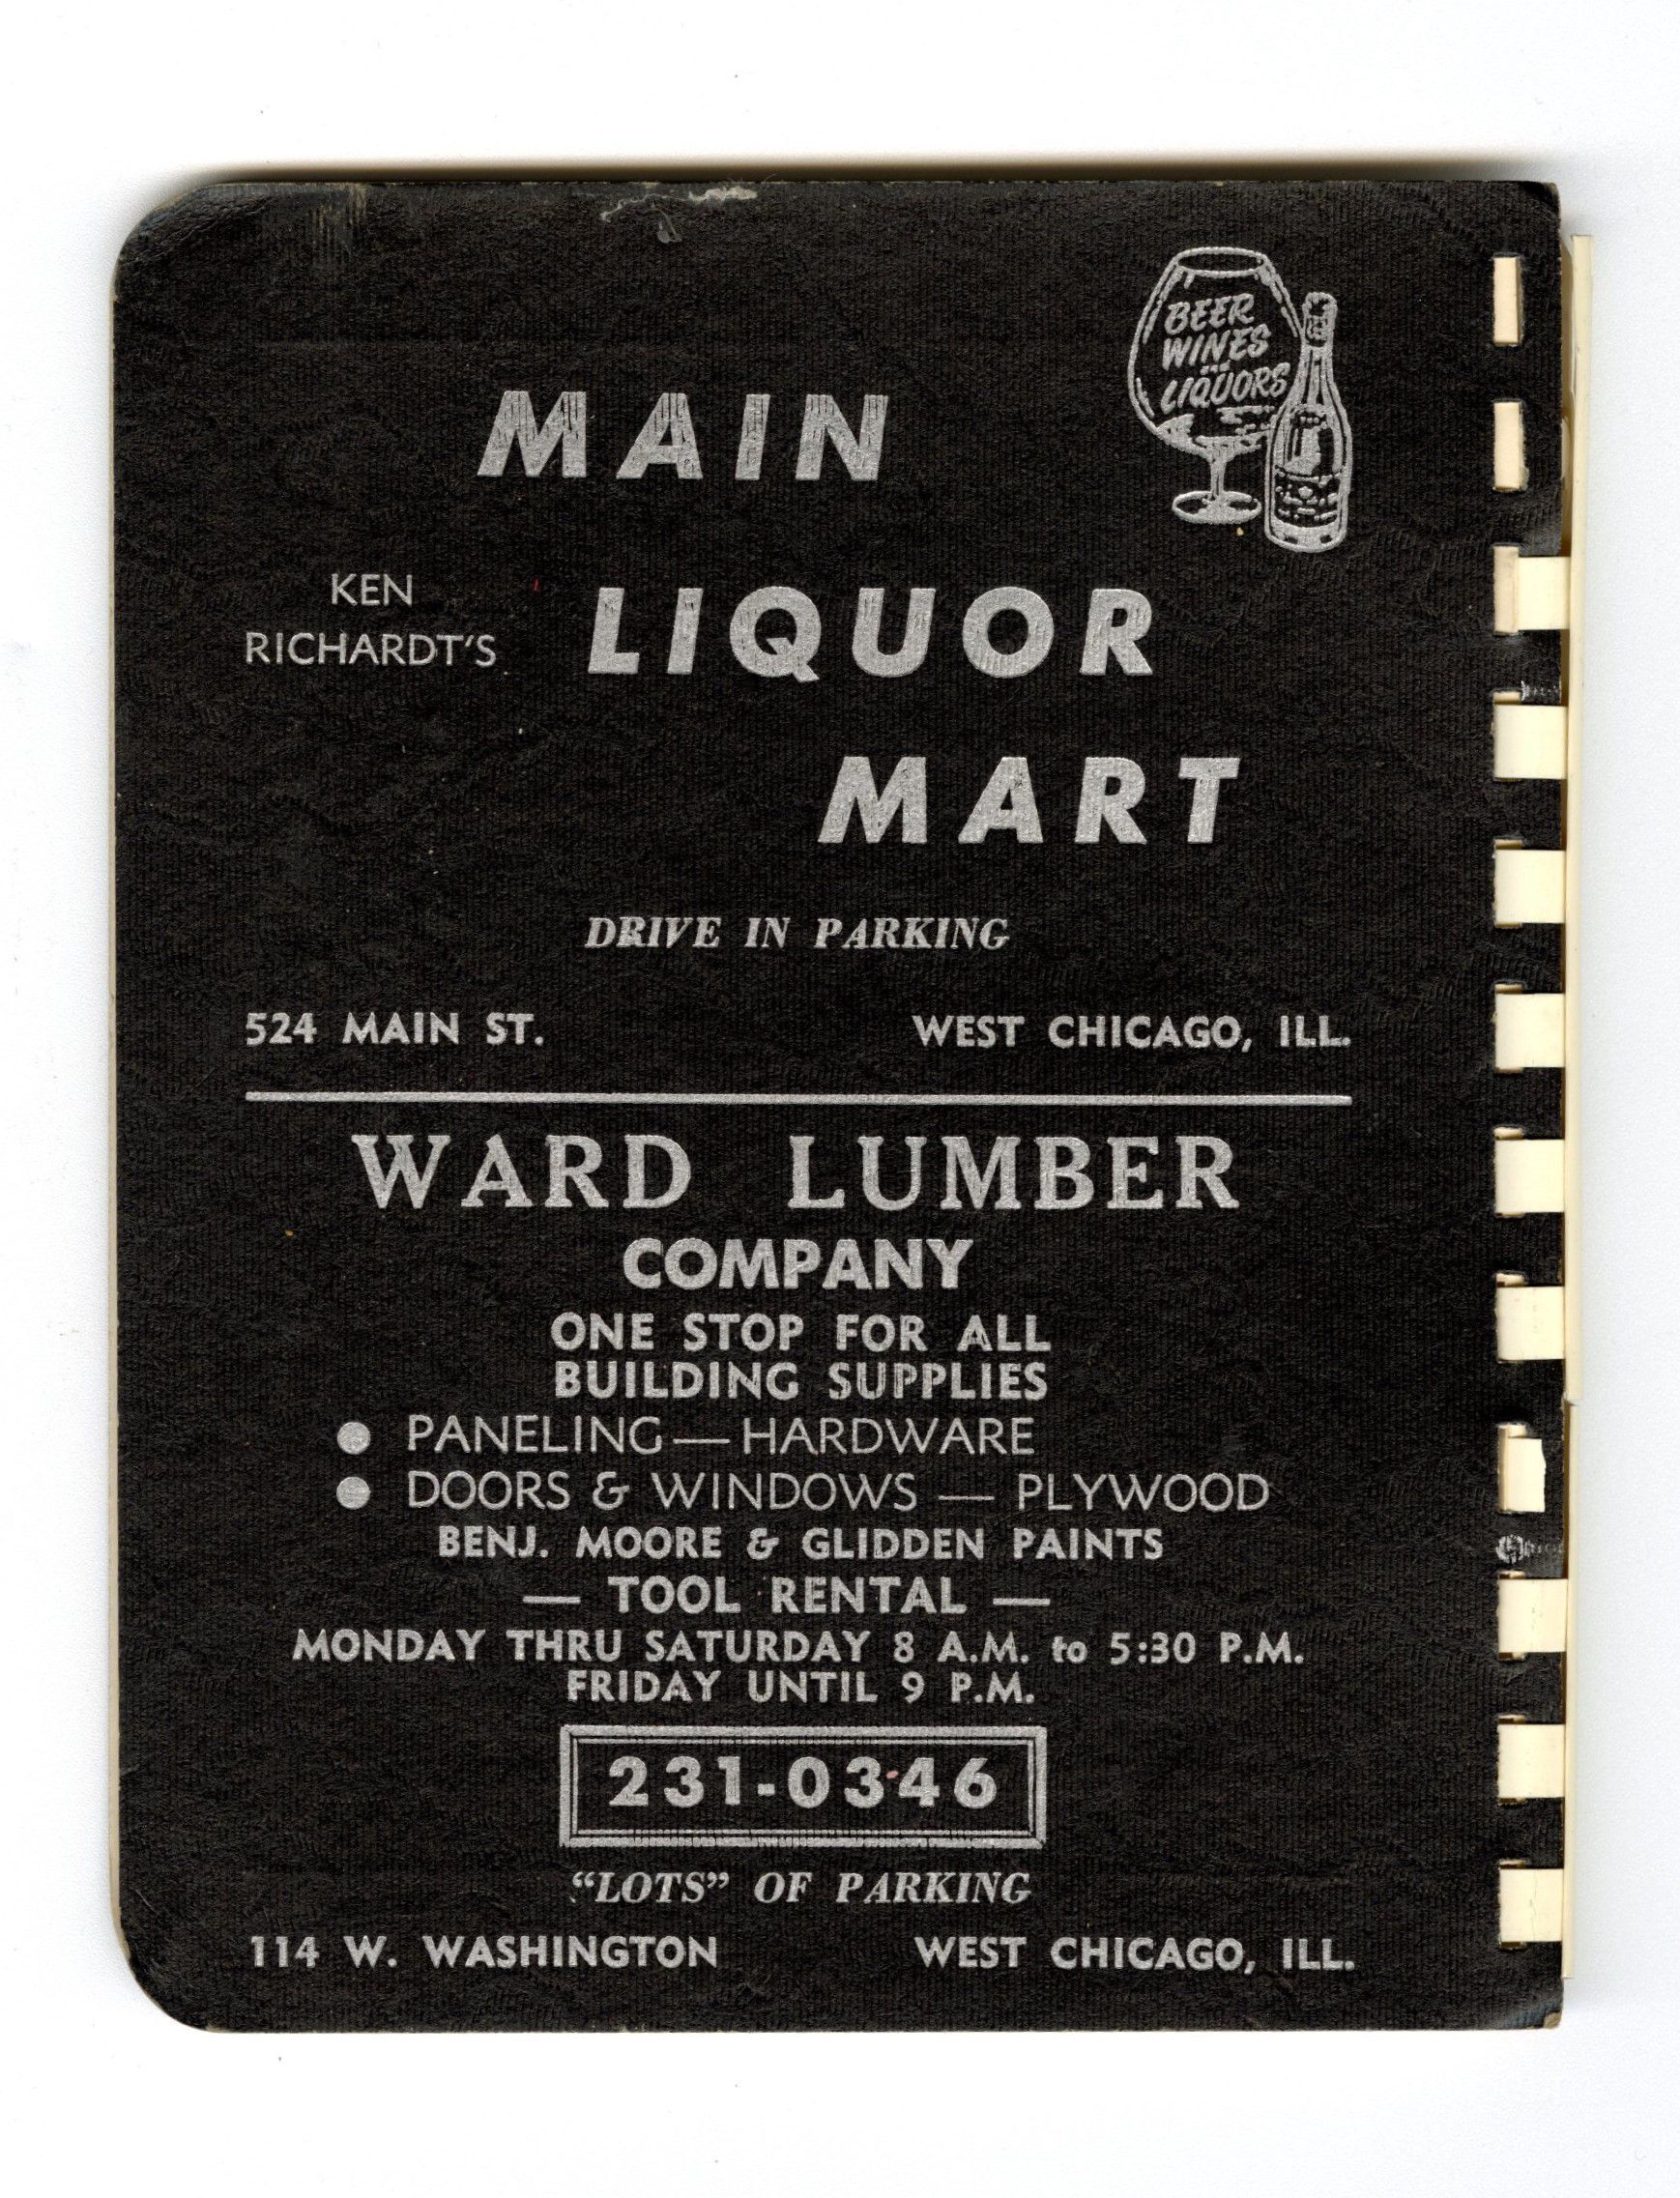 BEER
WINES
LIQUORS
MAIN
KEN
RICHARDT'S
LIQUOR
MART
DRIVE IN PARKING
524 MAIN ST. WEST CHICAGO, ILL.
WARD LUMBER
COMPANY
ONE STOP FOR ALL
BUILDING SUPPLIES
● PANELING — HARDWARE
● DOORS & WINDOWS — PLYWOOD
BENJ. MOORE & GLIDDEN PAINTS
— TOOL RENTAL —
MONDAY THRU SATURDAY 8 A.M. to 5:30 P.M.
FRIDAY UNTIL 9 P.M.
231-0346
“LOTS” OF PARKING
114 W. WASHINGTON WEST CHICAGO, ILL.